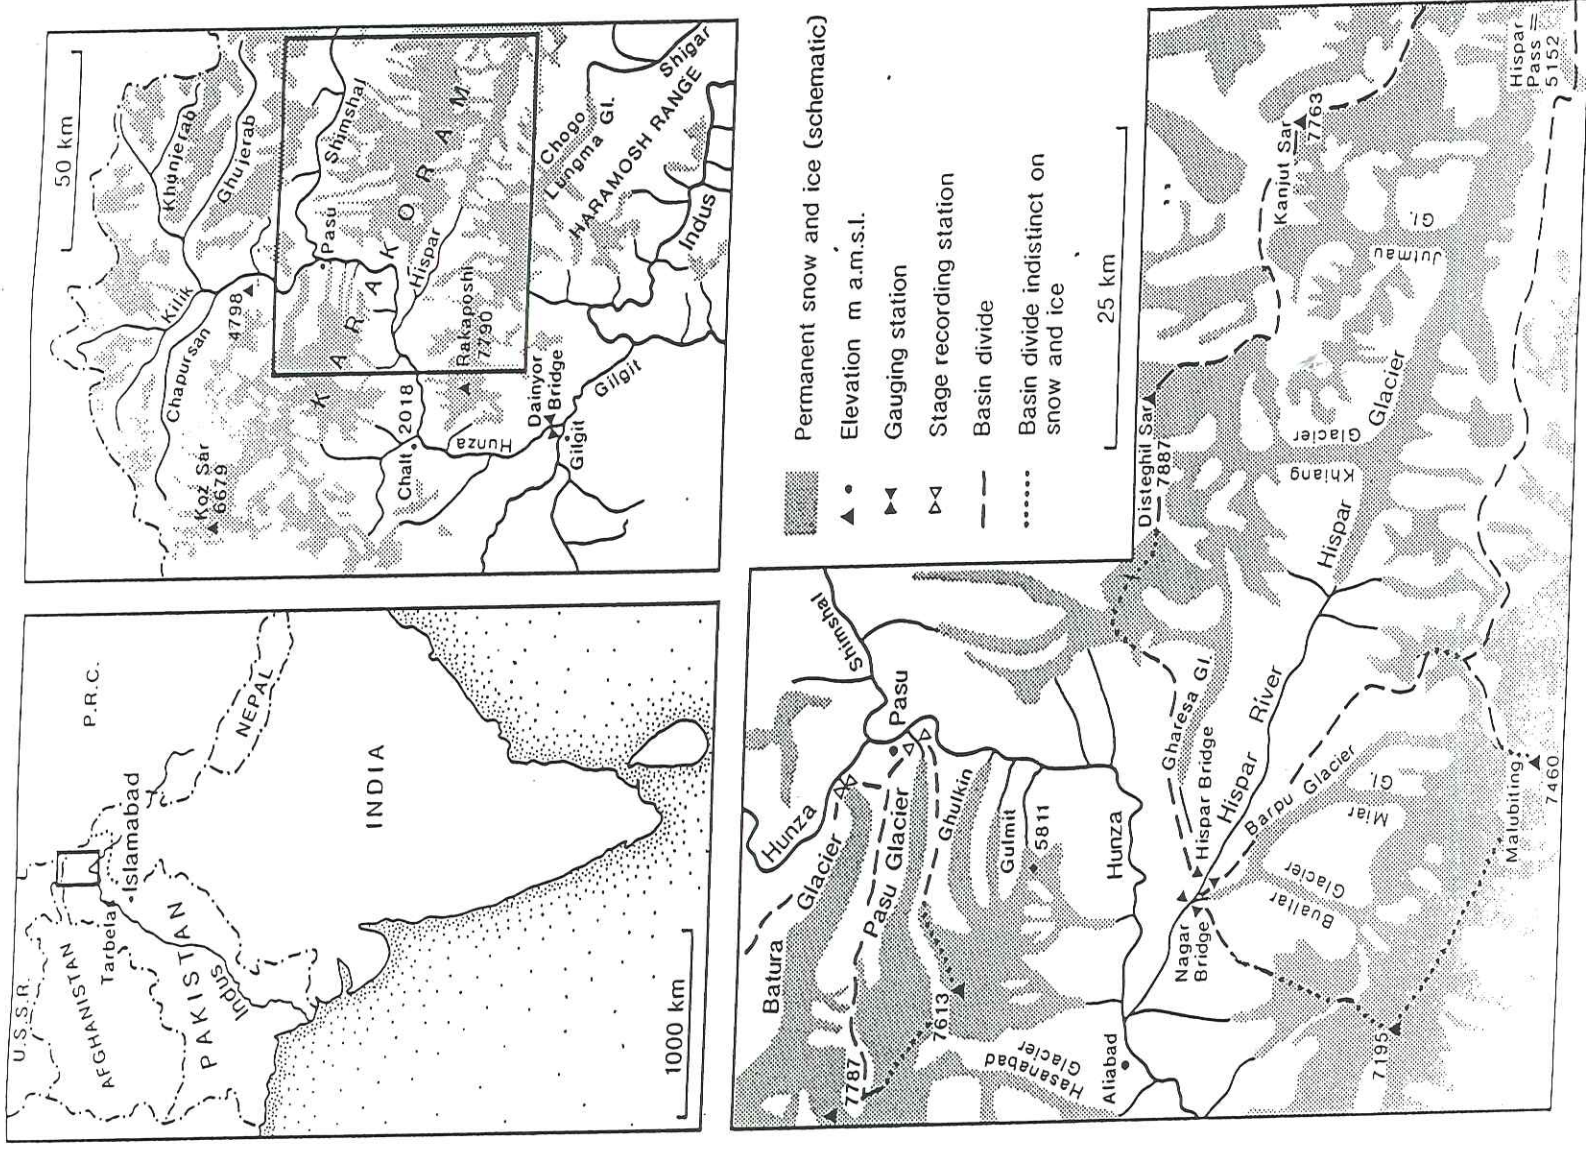 U.S.S.R.
P.R.C.
AFGHANISTAN
Tarbela
Islamabad
PAKISTAN
Indus
NEPAL
INDIA
1000 km
50 km
Khunjerab
Ghujerab
Kilik
Chapursan
4798
Koz Sar
6679
Shimshal
Pasu
KARAKORAM
Hispar
Rakaposhi
7790
Chalt
2018
Hunza
Dainyor
Bridge
Gilgit
Gilgit
Chogo
Lungma Gl.
HARAMOSH RANGE
Shigar
Indus
Permanent snow and ice (schematic)
Elevation m a.m.s.l.
Gauging station
Stage recording station
Basin divide
Basin divide indistinct on
snow and ice
25 km
Shimshal
Hunza
Pasu
Batura
Glacier
Pasu Glacier
Ghulkin
Gulmit
5811
7787
7613
Hasanabad
Glacier
Aliabad
Hunza
Nagar
Bridge
Hispar Bridge
Gharesa Gl.
Hispar River
Barpu Glacier
Miar
Gl.
Bualtar
Glacier
7195
Malubiting
7460
Disteghil Sar
7887
Khiang
Glacier
Hispar
Glacier
Jutmau
Gl.
Kanjut Sar
7763
Hispar
Pass =
5152